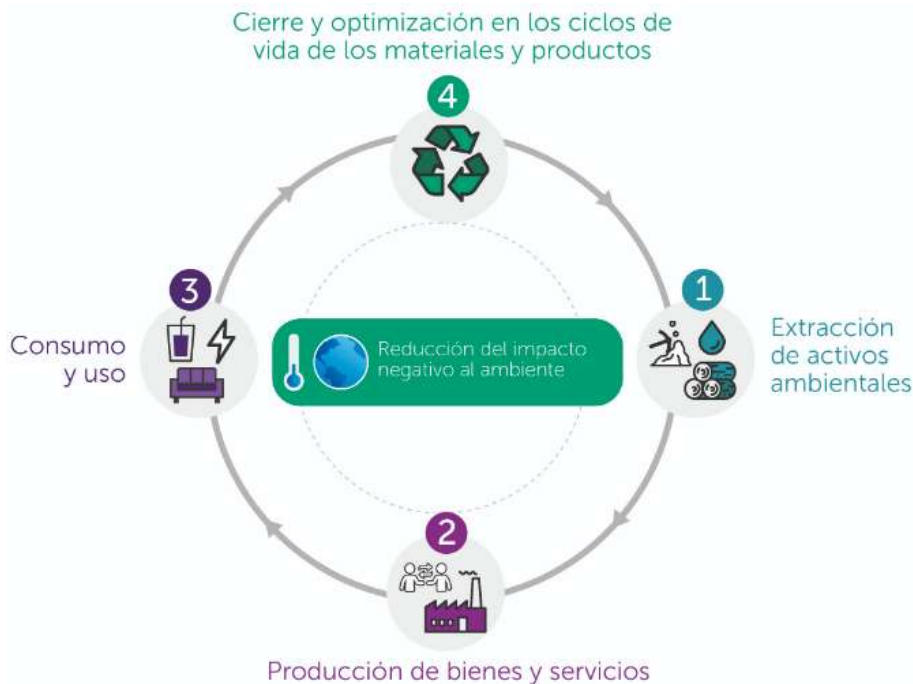 Cierre y optimización en los ciclos de
vida de los materiales y productos
4
3
Consumo
y uso
Reducción del impacto
negativo al ambiente
1
Extracción
de activos
ambientales
2
Producción de bienes y servicios